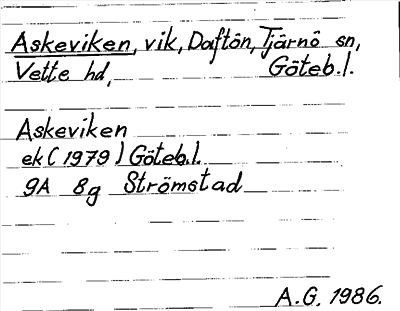 Askeviken, vik, Daftön, Tjärnö sn,
Vette hd, Göteb.l.
Askeviken
ek (1979) Göteb.l.
9A 8g Strömstad
A.G. 1986.